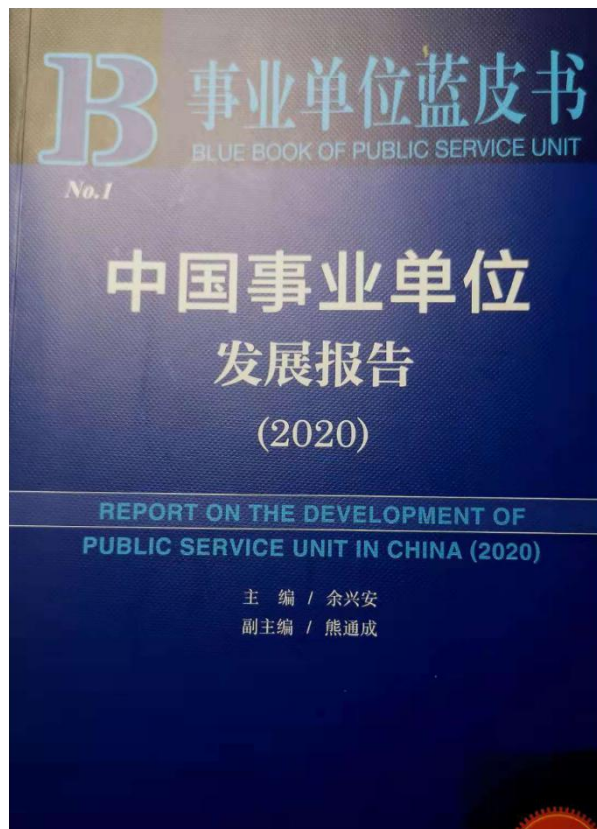 B
事业单位蓝皮书
BLUE BOOK OF PUBLIC SERVICE UNIT
No.1
中国事业单位
发展报告
(2020)
REPORT ON THE DEVELOPMENT OF
PUBLIC SERVICE UNIT IN CHINA (2020)
主 编 / 余兴安
副主编 / 熊通成